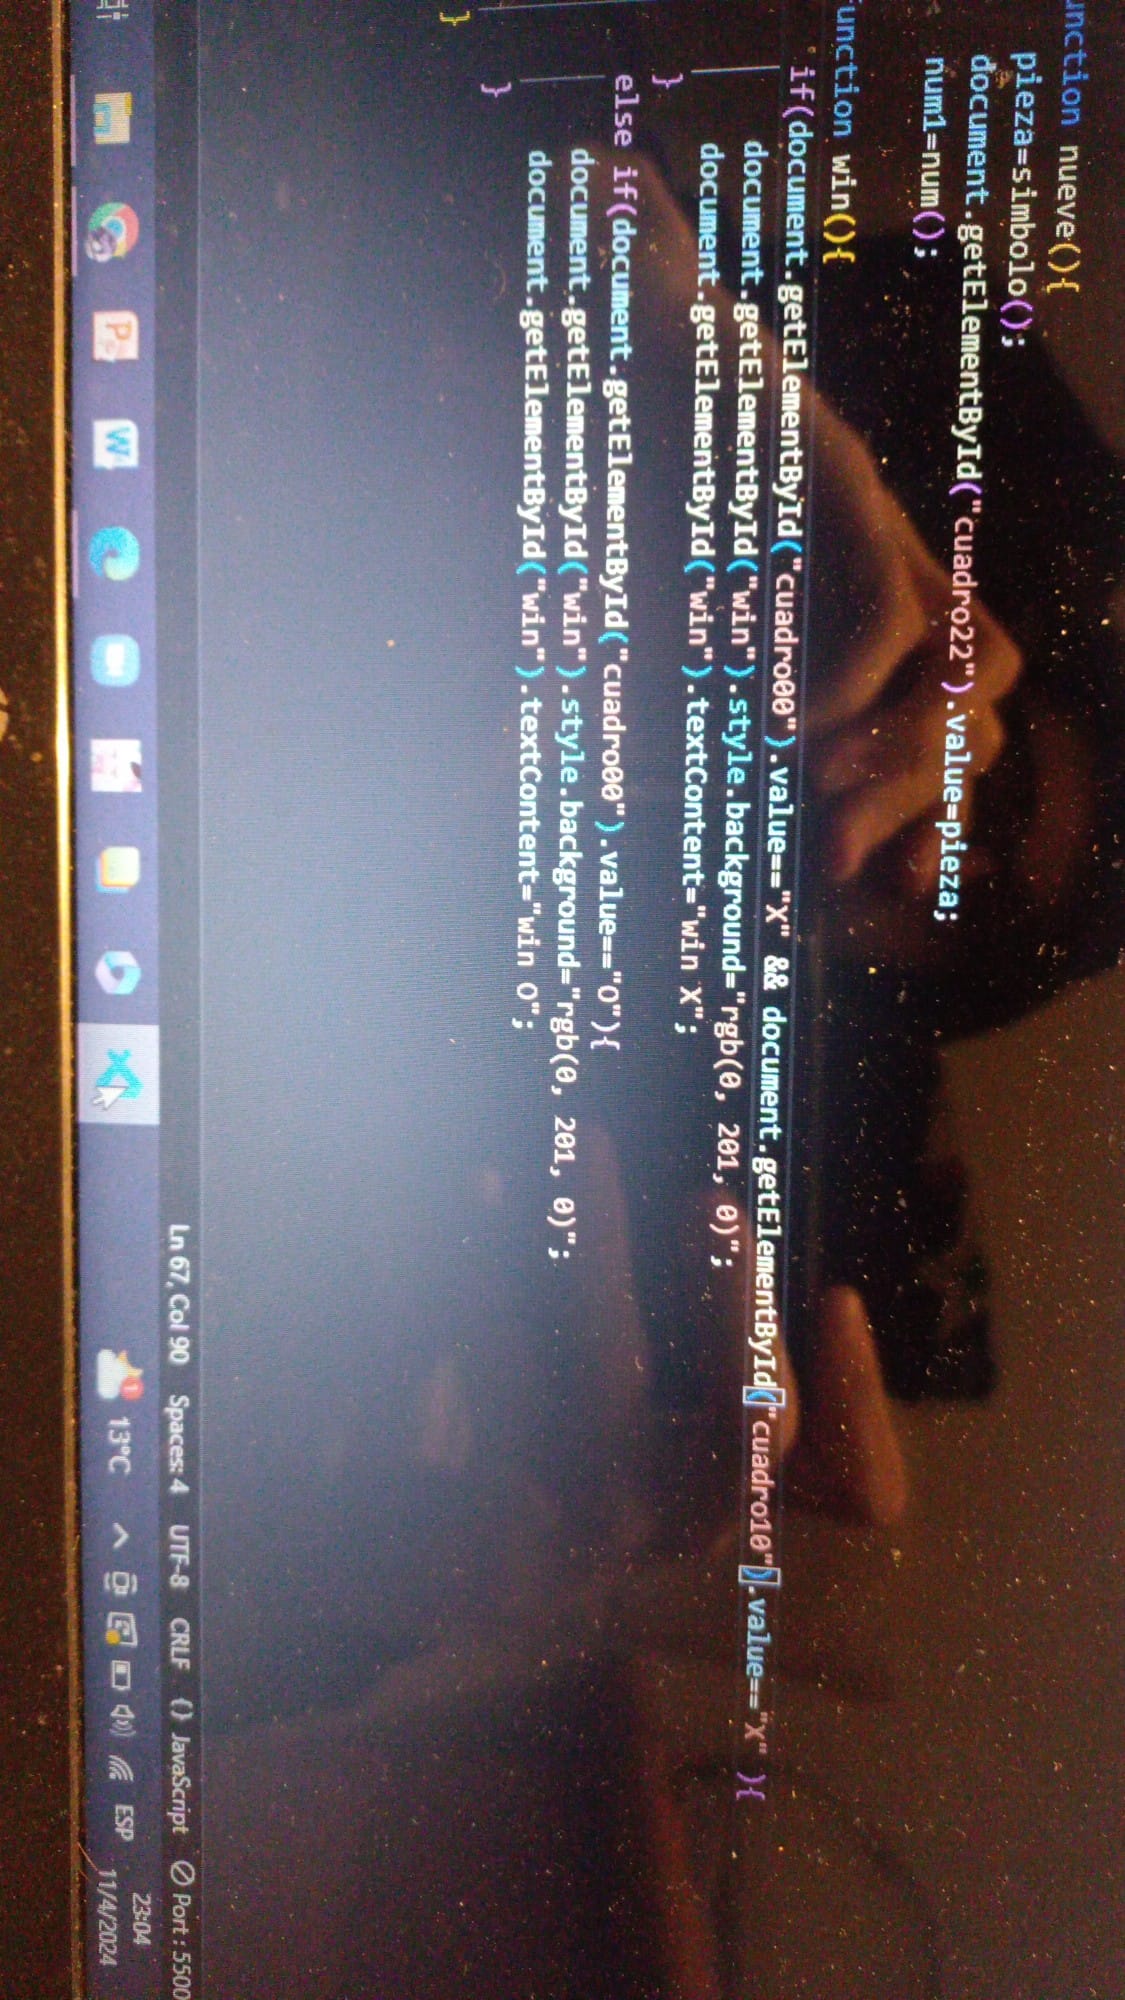 unction nueve(){
pieza=simbolo();
document.getElementById("cuadro22").value=pieza;
num1=num();
function win(){
if(document.getElementById("cuadro00").value=="X" && document.getElementById("cuadro10").value=="X" ){
document.getElementById("win").style.background="rgb(0, 201, 0)";
document.getElementById("win").textContent="win X";
}
else if(document.getElementById("cuadro00").value=="O"){
document.getElementById("win").style.background="rgb(0, 201, 0)";
document.getElementById("win").textContent="win O";
}
}
Ln 67, Col 90 Spaces: 4 UTF-8 CRLF {} JavaScript Port : 5500
P W 1 13°C ESP 23:04
11/4/2024